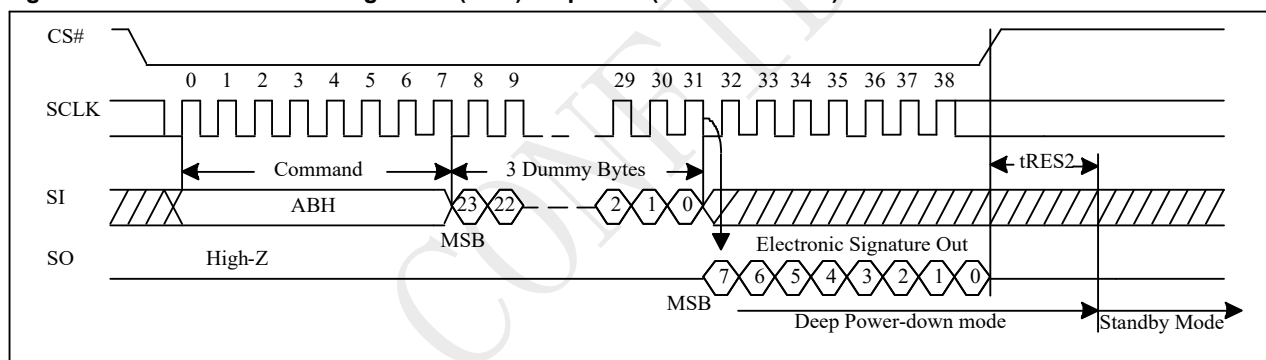 CS#
0 1 2 3 4 5 6 7 8 9 29 30 31 32 33 34 35 36 37 38
SCLK
Command 3 Dummy Bytes tRES2
SI ABH 23 22 2 1 0
MSB Electronic Signature Out
SO High-Z
7 6 5 4 3 2 1 0
MSB
Deep Power-down mode Standby Mode